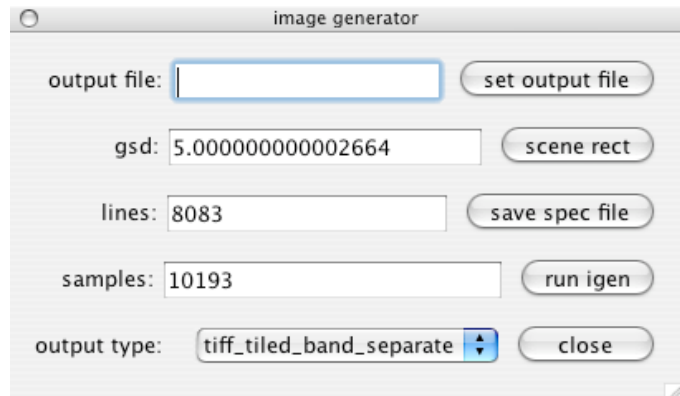 image generator
output file: set output file
gsd: 5.000000000002664 scene rect
lines: 8083 save spec file
samples: 10193 run igen
output type: tiff_tiled_band_separate close